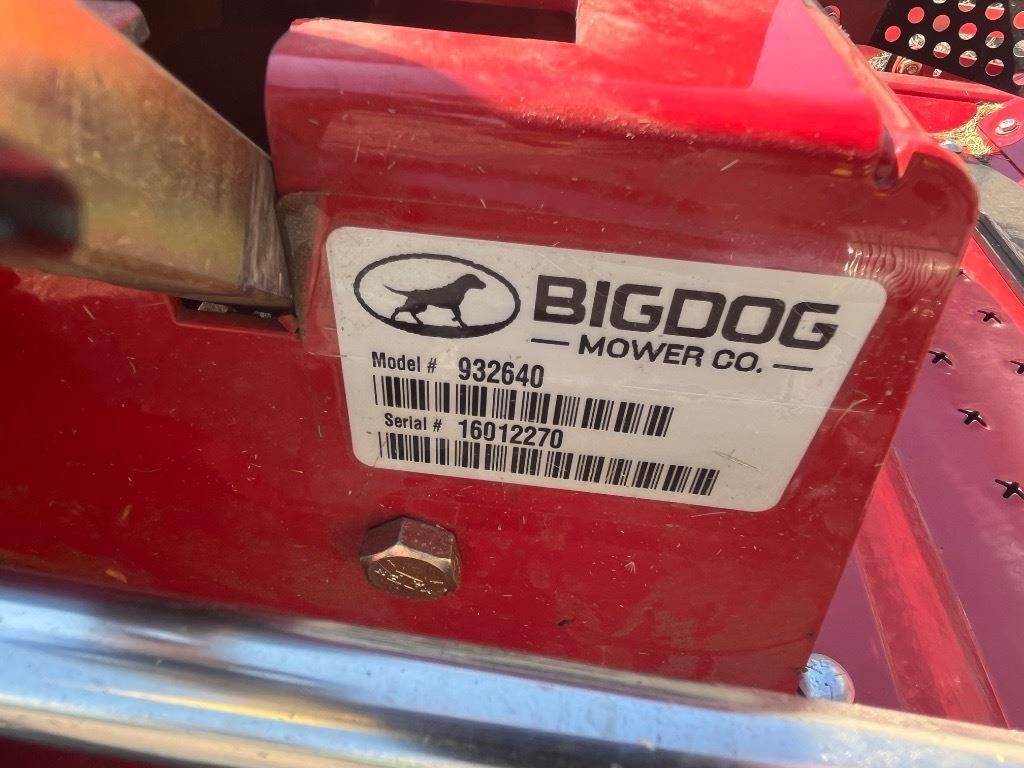 BIGDOG
MOWER CO.
Model # 932640
Serial # 16012270